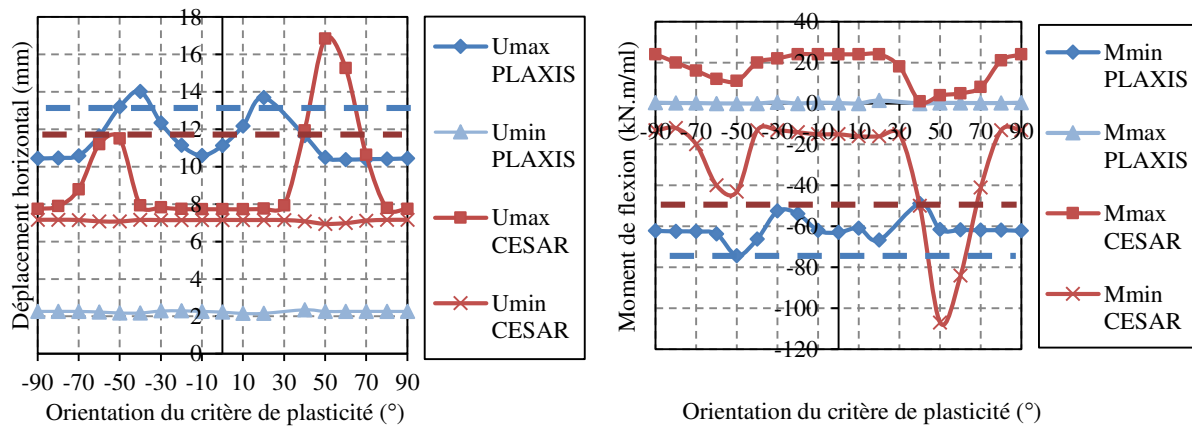 Déplacement horizontal (mm)
18
16
14
12
10
8
6
4
2
0
-90 -70 -50 -30 -10 10 30 50 70 90
Orientation du critère de plasticité (°)
Umax
PLAXIS
Umin
PLAXIS
Umax
CESAR
Umin
CESAR
Moment de flexion (kN.m/ml)
40
20
0
-20
-40
-60
-80
-100
-120
-90 -70 -50 -30 -10 10 30 50 70 90
Orientation du critère de plasticité (°)
Mmin
PLAXIS
Mmax
PLAXIS
Mmax
CESAR
Mmin
CESAR